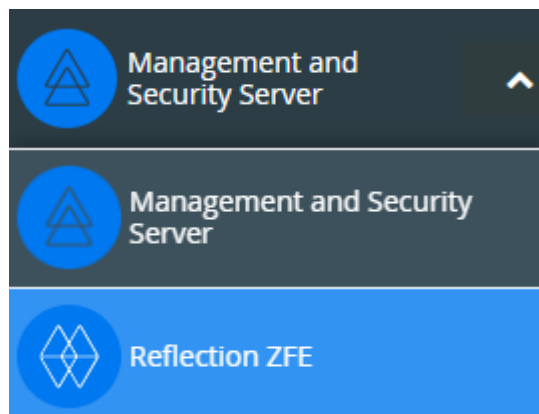 Management and
Security Server
Management and Security
Server
Reflection ZFE